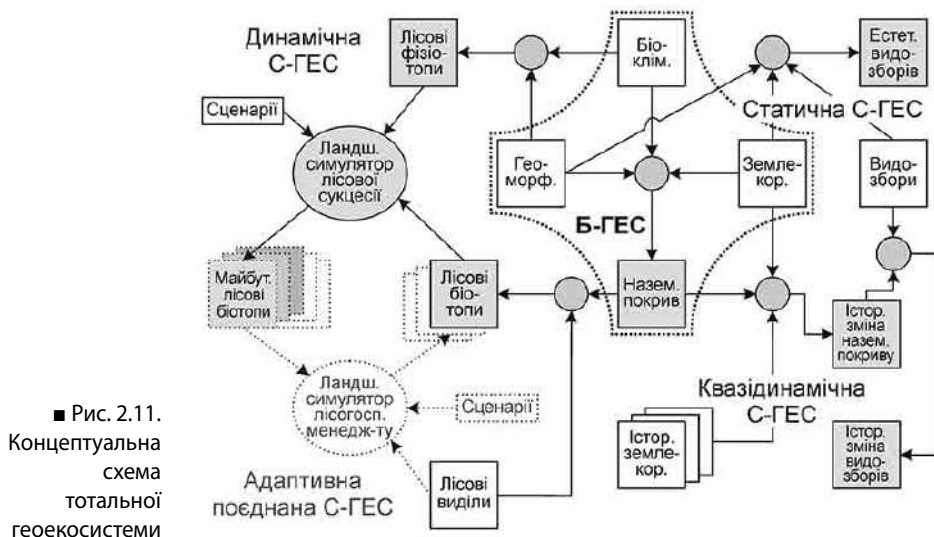 Динамічна
С-ГЕС
Лісові
фізіо-
топи
Біо-
клім.
Естет.
видо-
зборів
Сценарії
Статична С-ГЕС
Ландш.
симулятор
лісової
сукцесії
Гео-
морф.
Земле-
кор.
Видо-
збори
Б-ГЕС
Майбут.
лісові
біотопи
Лісові
біо-
топи
Назем.
покрив
Істор.
зміна
назем.
покриву
Ландш.
симулятор
лісогосп.
менедж-ту
Сценарії
Квазідинамічна
С-ГЕС
Істор.
земле-
кор.
Істор.
зміна
видо-
зборів
Адаптивна
поєднана С-ГЕС
Лісові
виділи
■ Рис. 2.11.
Концептуальна
схема
тотальної
геоекосистеми